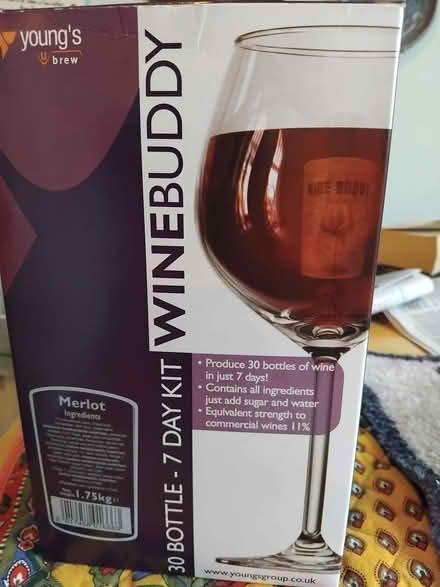 young's
brew
WINEBUDDY
30 BOTTLE - 7 DAY KIT
WINE BUDDY
• Produce 30 bottles of wine
in just 7 days!
• Contains all ingredients
just add sugar and water
• Equivalent strength to
commercial wines 11%
Merlot
Ingredients
1.75kg e
www.youngsgroup.co.uk